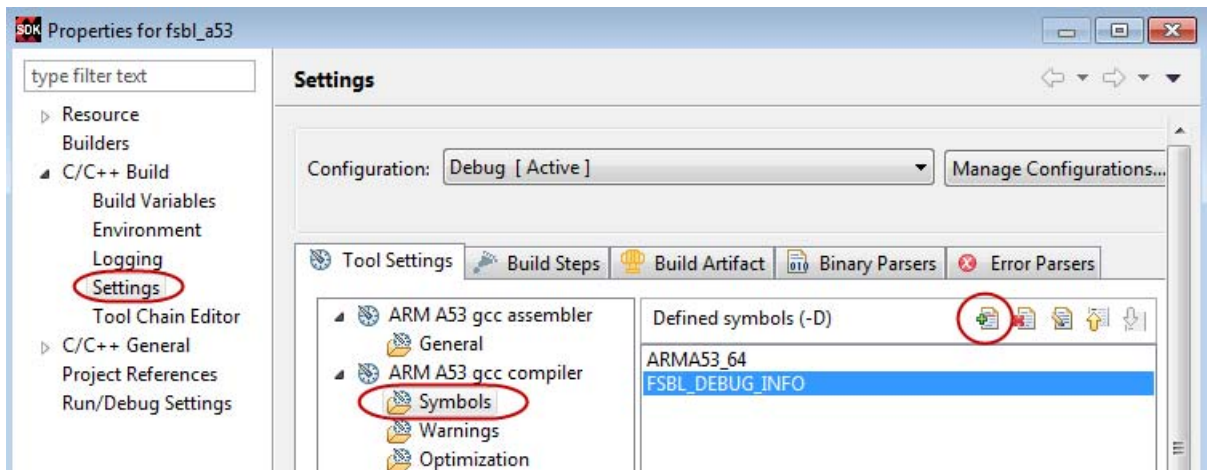 SDK Properties for fsbl_a53
type filter text
Settings
Resource
Builders
C/C++ Build
Build Variables
Environment
Logging
Settings
Tool Chain Editor
C/C++ General
Project References
Run/Debug Settings
Configuration: Debug [ Active ] Manage Configurations...
Tool Settings Build Steps Build Artifact Binary Parsers Error Parsers
ARM A53 gcc assembler
General
ARM A53 gcc compiler
Symbols
Warnings
Optimization
Defined symbols (-D)
ARMA53_64
FSBL_DEBUG_INFO